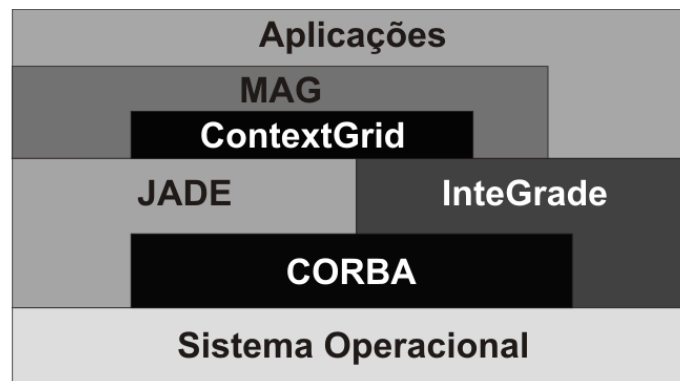 Aplicações
MAG
ContextGrid
JADE InteGrade
CORBA
Sistema Operacional